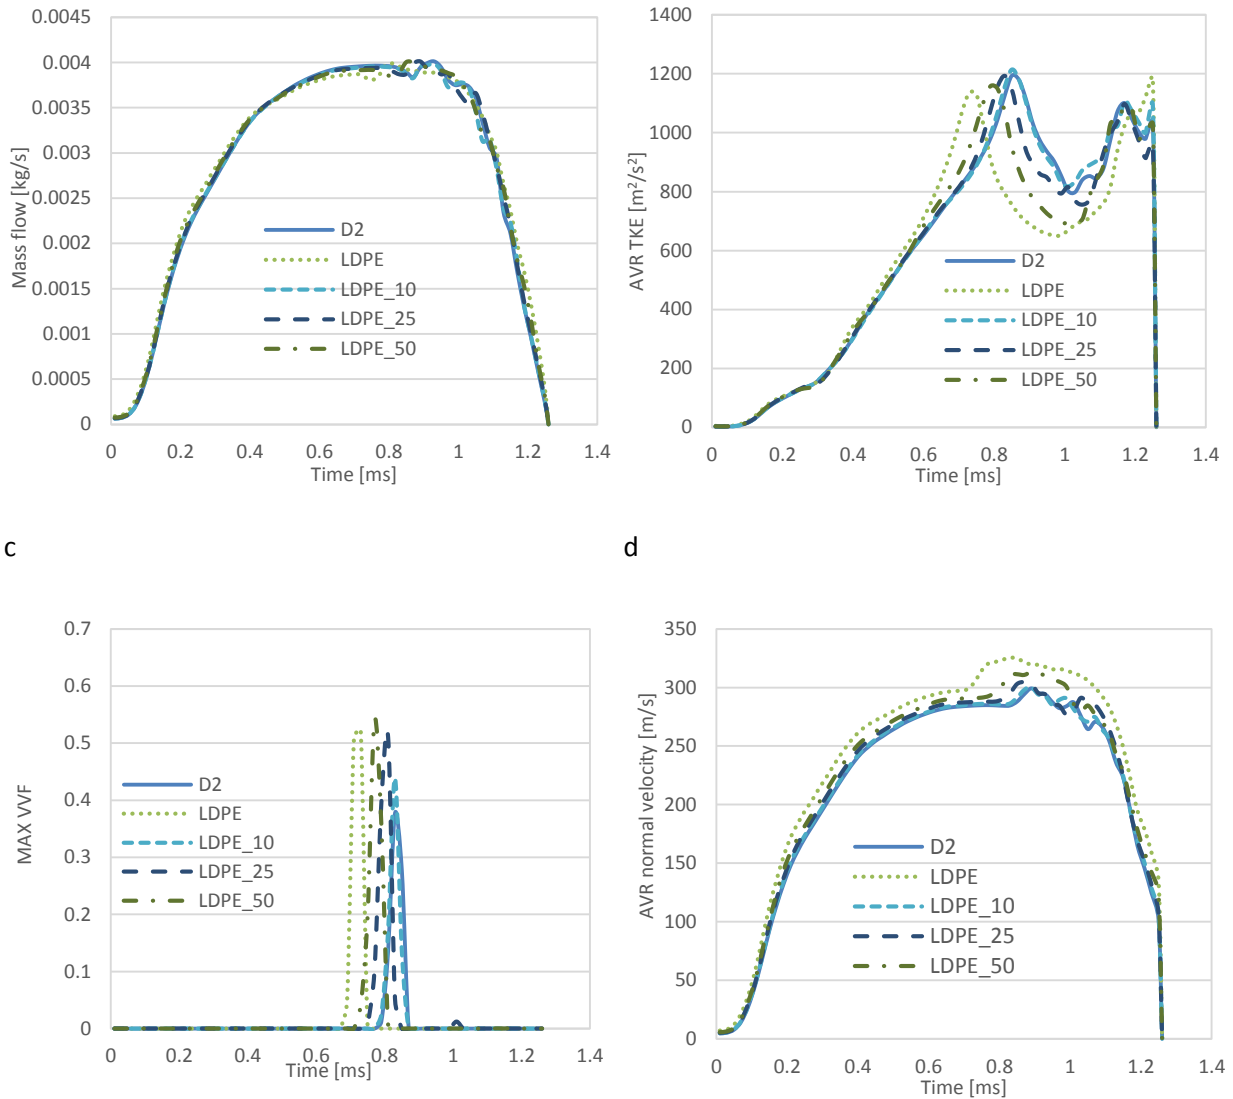 0.0045
0.004
0.0035
0.003
0.0025
0.002
0.0015
0.001
0.0005
0
Mass flow [kg/s]
D2
LDPE
LDPE_10
LDPE_25
LDPE_50
0 0.2 0.4 0.6 0.8 1 1.2 1.4
Time [ms]
1400
1200
1000
800
600
400
200
0
AVR TKE [m²/s²]
D2
LDPE
LDPE_10
LDPE_25
LDPE_50
0 0.2 0.4 0.6 0.8 1 1.2 1.4
Time [ms]
c
d
0.7
0.6
0.5
0.4
0.3
0.2
0.1
0
MAX VVF
D2
LDPE
LDPE_10
LDPE_25
LDPE_50
0 0.2 0.4 0.6 0.8 1 1.2 1.4
Time [ms]
350
300
250
200
150
100
50
0
AVR normal velocity [m/s]
D2
LDPE
LDPE_10
LDPE_25
LDPE_50
0 0.2 0.4 0.6 0.8 1 1.2 1.4
Time [ms]